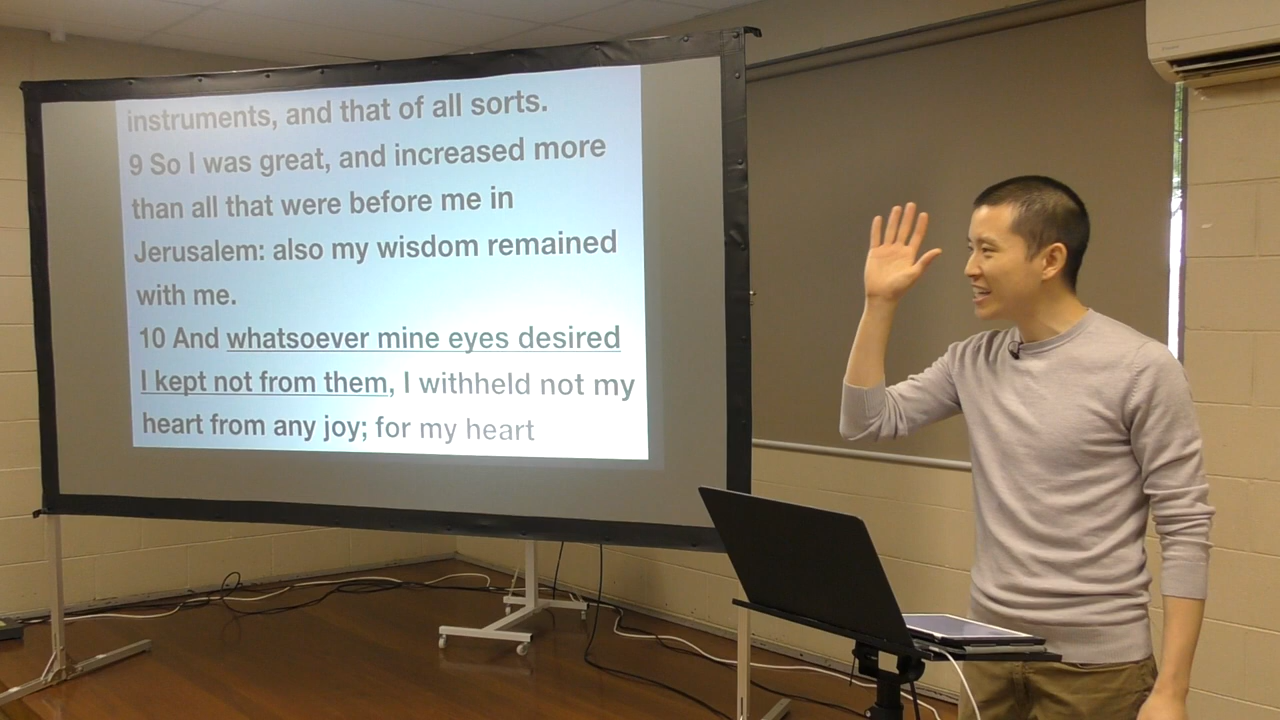 instruments, and that of all sorts.
9 So I was great, and increased more
than all that were before me in
Jerusalem: also my wisdom remained
with me.
10 And whatsoever mine eyes desired
I kept not from them, I withheld not my
heart from any joy; for my heart